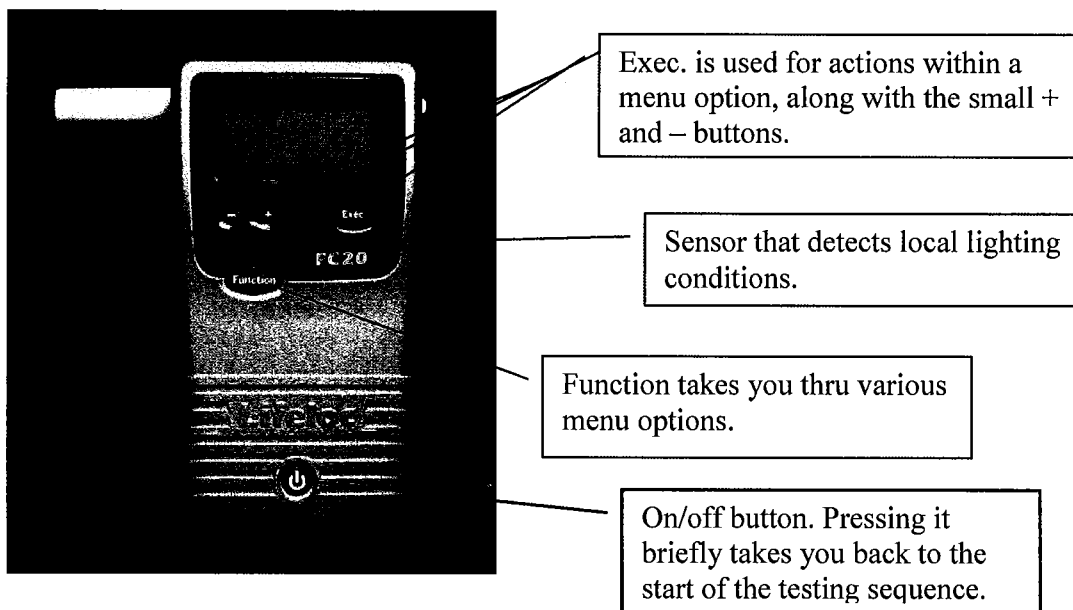 Exec. is used for actions within a
menu option, along with the small +
and – buttons.
- +
Exec
FC20
Function
Sensor that detects local lighting
conditions.
Function takes you thru various
menu options.
Lifeloc
On/off button. Pressing it
briefly takes you back to the
start of the testing sequence.